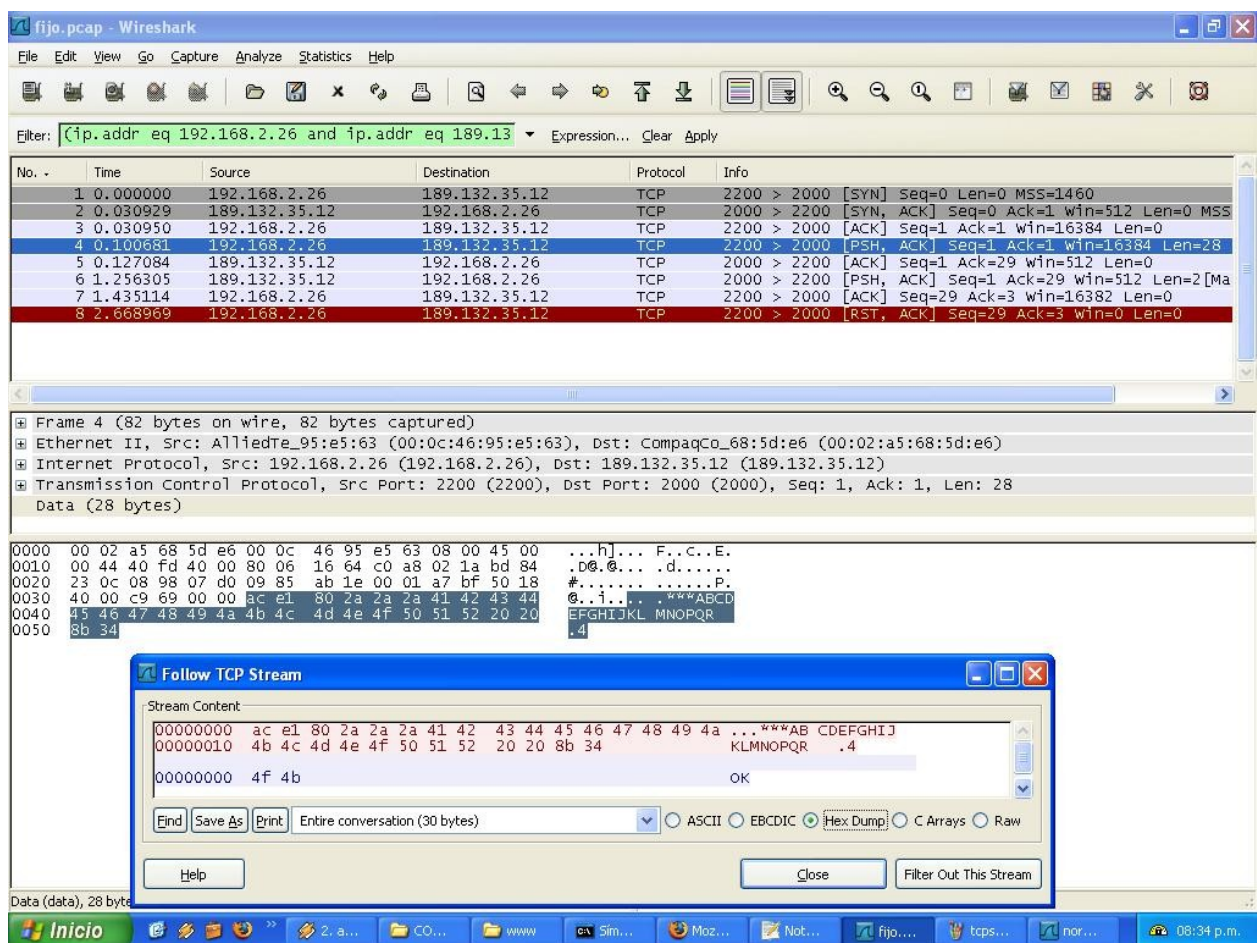 fijo.pcap - Wireshark
File Edit View Go Capture Analyze Statistics Help
Filter: (ip.addr eq 192.168.2.26 and ip.addr eq 189.13 Expression... Clear Apply
No. . Time Source Destination Protocol Info
1 0.000000 192.168.2.26 189.132.35.12 TCP 2200 > 2000 [SYN] Seq=0 Len=0 MSS=1460
2 0.030929 189.132.35.12 192.168.2.26 TCP 2000 > 2200 [SYN, ACK] Seq=0 Ack=1 Win=512 Len=0 MSS
3 0.030950 192.168.2.26 189.132.35.12 TCP 2200 > 2000 [ACK] Seq=1 Ack=1 Win=16384 Len=0
4 0.100681 192.168.2.26 189.132.35.12 TCP 2200 > 2000 [PSH, ACK] Seq=1 Ack=1 Win=16384 Len=28
5 0.127084 189.132.35.12 192.168.2.26 TCP 2000 > 2200 [ACK] Seq=1 Ack=29 Win=512 Len=0
6 1.256305 189.132.35.12 192.168.2.26 TCP 2000 > 2200 [PSH, ACK] Seq=1 Ack=29 Win=512 Len=2[Ma
7 1.435114 192.168.2.26 189.132.35.12 TCP 2200 > 2000 [ACK] Seq=29 Ack=3 Win=16382 Len=0
8 2.668969 192.168.2.26 189.132.35.12 TCP 2200 > 2000 [RST, ACK] Seq=29 Ack=3 Win=0 Len=0
Frame 4 (82 bytes on wire, 82 bytes captured)
Ethernet II, Src: AlliedTe_95:e5:63 (00:0c:46:95:e5:63), Dst: CompaqCo_68:5d:e6 (00:02:a5:68:5d:e6)
Internet Protocol, Src: 192.168.2.26 (192.168.2.26), Dst: 189.132.35.12 (189.132.35.12)
Transmission Control Protocol, Src Port: 2200 (2200), Dst Port: 2000 (2000), Seq: 1, Ack: 1, Len: 28
Data (28 bytes)
0000 00 02 a5 68 5d e6 00 0c 46 95 e5 63 08 00 45 00 ...h]... F..c..E.
0010 00 44 40 fd 40 00 80 06 16 64 c0 a8 02 1a bd 84 .D@.@... .d......
0020 23 0c 08 98 07 d0 09 85 ab 1e 00 01 a7 bf 50 18 #....... ......P.
0030 40 00 c9 69 00 00 ac e1 80 2a 2a 2a 41 42 43 44 @..i.... .***ABCD
0040 45 46 47 48 49 4a 4b 4c 4d 4e 4f 50 51 52 20 20 EFGHIJKL MNOPQR
0050 8b 34 .4
Follow TCP Stream
Stream Content
00000000 ac e1 80 2a 2a 2a 41 42 43 44 45 46 47 48 49 4a ...***AB CDEFGHIJ
00000010 4b 4c 4d 4e 4f 50 51 52 20 20 8b 34 KLMNOPQR .4
00000000 4f 4b OK
Find Save As Print Entire conversation (30 bytes) ASCII EBCDIC Hex Dump C Arrays Raw
Help Close Filter Out This Stream
Data (data), 28 byte
Inicio 2. a... CO... www Sím... Moz... Not... fijo.... tcps... nor... 08:34 p.m.